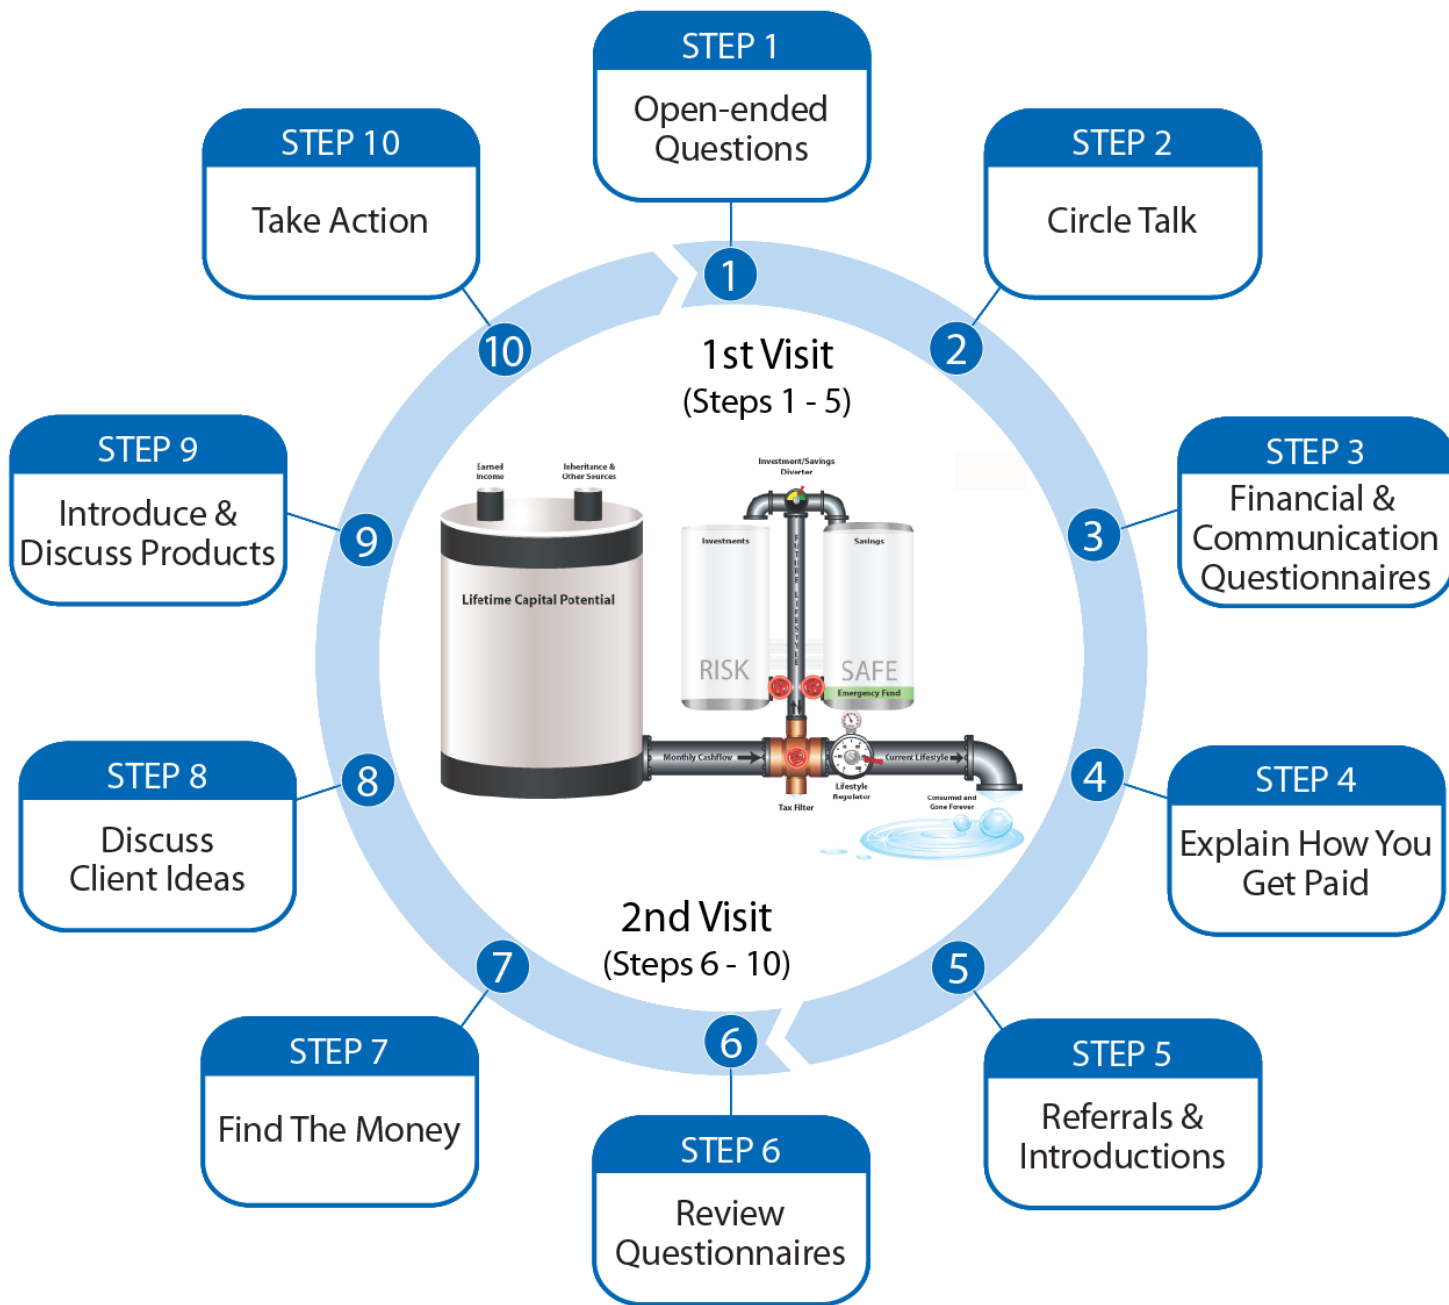 STEP 1
Open-ended
Questions
STEP 2
Circle Talk
STEP 3
Financial &
Communication
Questionnaires
STEP 4
Explain How You
Get Paid
STEP 5
Referrals &
Introductions
STEP 6
Review
Questionnaires
STEP 7
Find The Money
STEP 8
Discuss
Client Ideas
STEP 9
Introduce &
Discuss Products
STEP 10
Take Action
1
2
3
4
5
6
7
8
9
10
1st Visit
(Steps 1 - 5)
Earned
Income
Inheritance &
Other Sources
Lifetime Capital Potential
Investment/Savings
Diverter
Investments
RISK
FUTURE LIFESTYLE
Savings
SAFE
Emergency Fund
Monthly Cashflow
Tax Filter
Lifestyle
Regulator
Current Lifestyle
Consumed and
Gone Forever
2nd Visit
(Steps 6 - 10)